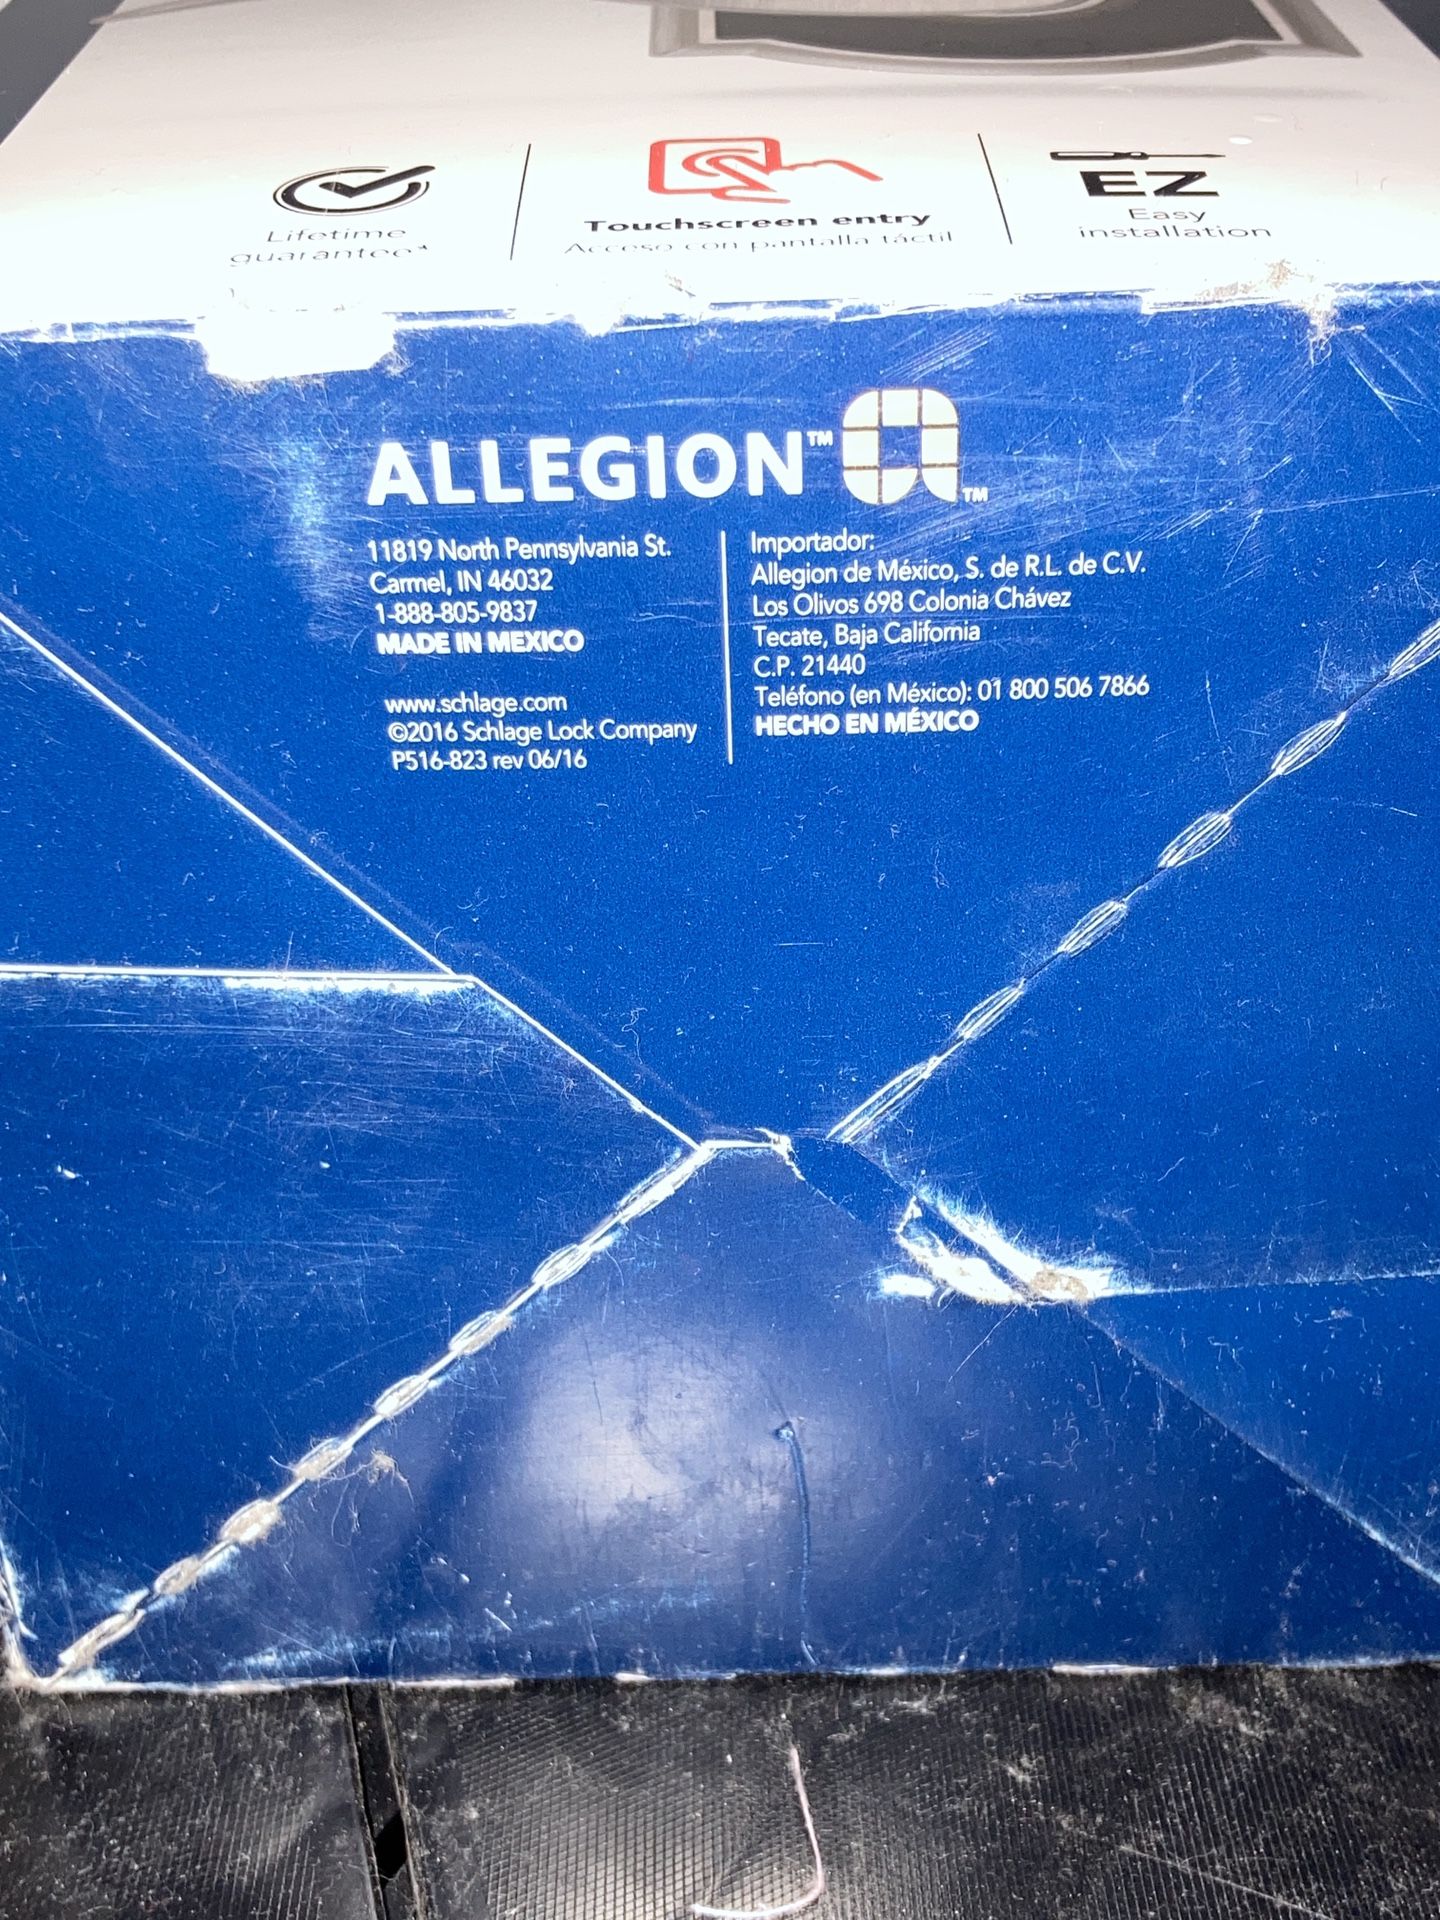 Lifetime
guarantee*
Touchscreen entry
Acceso con pantalla táctil
EZ
Easy
installation
ALLEGION™
™
11819 North Pennsylvania St.
Carmel, IN 46032
1-888-805-9837
MADE IN MEXICO
www.schlage.com
©2016 Schlage Lock Company
P516-823 rev 06/16
Importador:
Allegion de México, S. de R.L. de C.V.
Los Olivos 698 Colonia Chávez
Tecate, Baja California
C.P. 21440
Teléfono (en México): 01 800 506 7866
HECHO EN MÉXICO